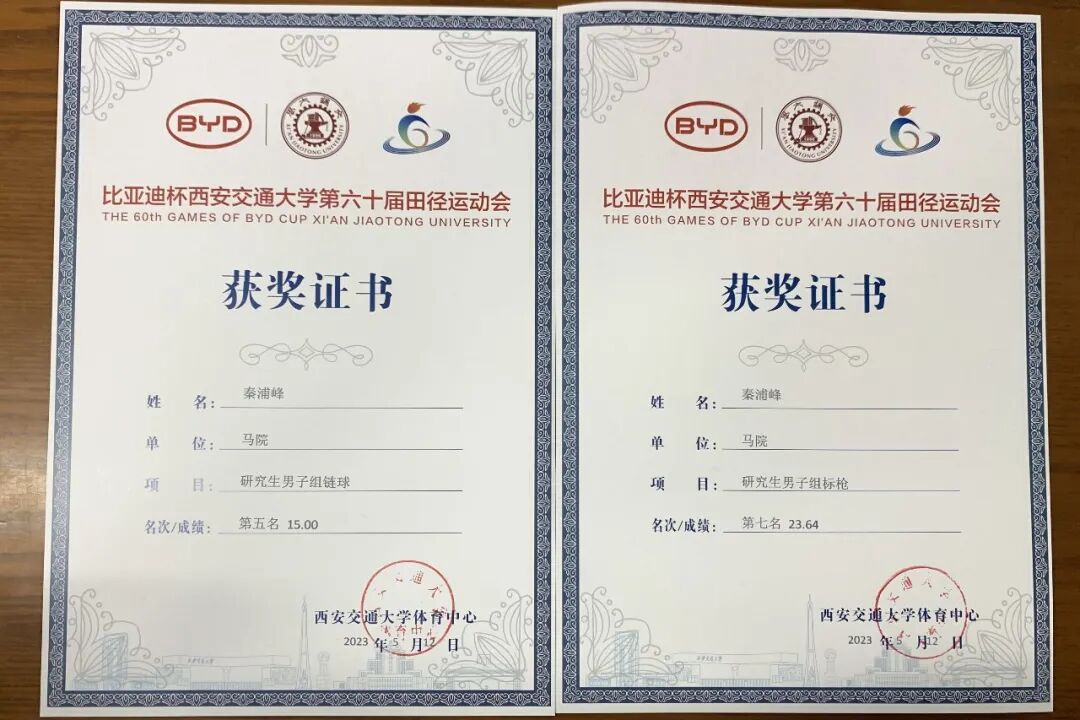 BYD
XI'AN JIAOTONG UNIVERSITY
比亚迪杯西安交通大学第六十届田径运动会
THE 60th GAMES OF BYD CUP XI'AN JIAOTONG UNIVERSITY
获奖证书
姓 名: 秦浦峰
单 位: 马院
项 目: 研究生男子组链球
名次/成绩: 第五名 15.00
西安交通大学体育中心
2023 年 5 月 12 日
BYD
XI'AN JIAOTONG UNIVERSITY
比亚迪杯西安交通大学第六十届田径运动会
THE 60th GAMES OF BYD CUP XI'AN JIAOTONG UNIVERSITY
获奖证书
姓 名: 秦浦峰
单 位: 马院
项 目: 研究生男子组标枪
名次/成绩: 第七名 23.64
西安交通大学体育中心
2023 年 5 月 12 日